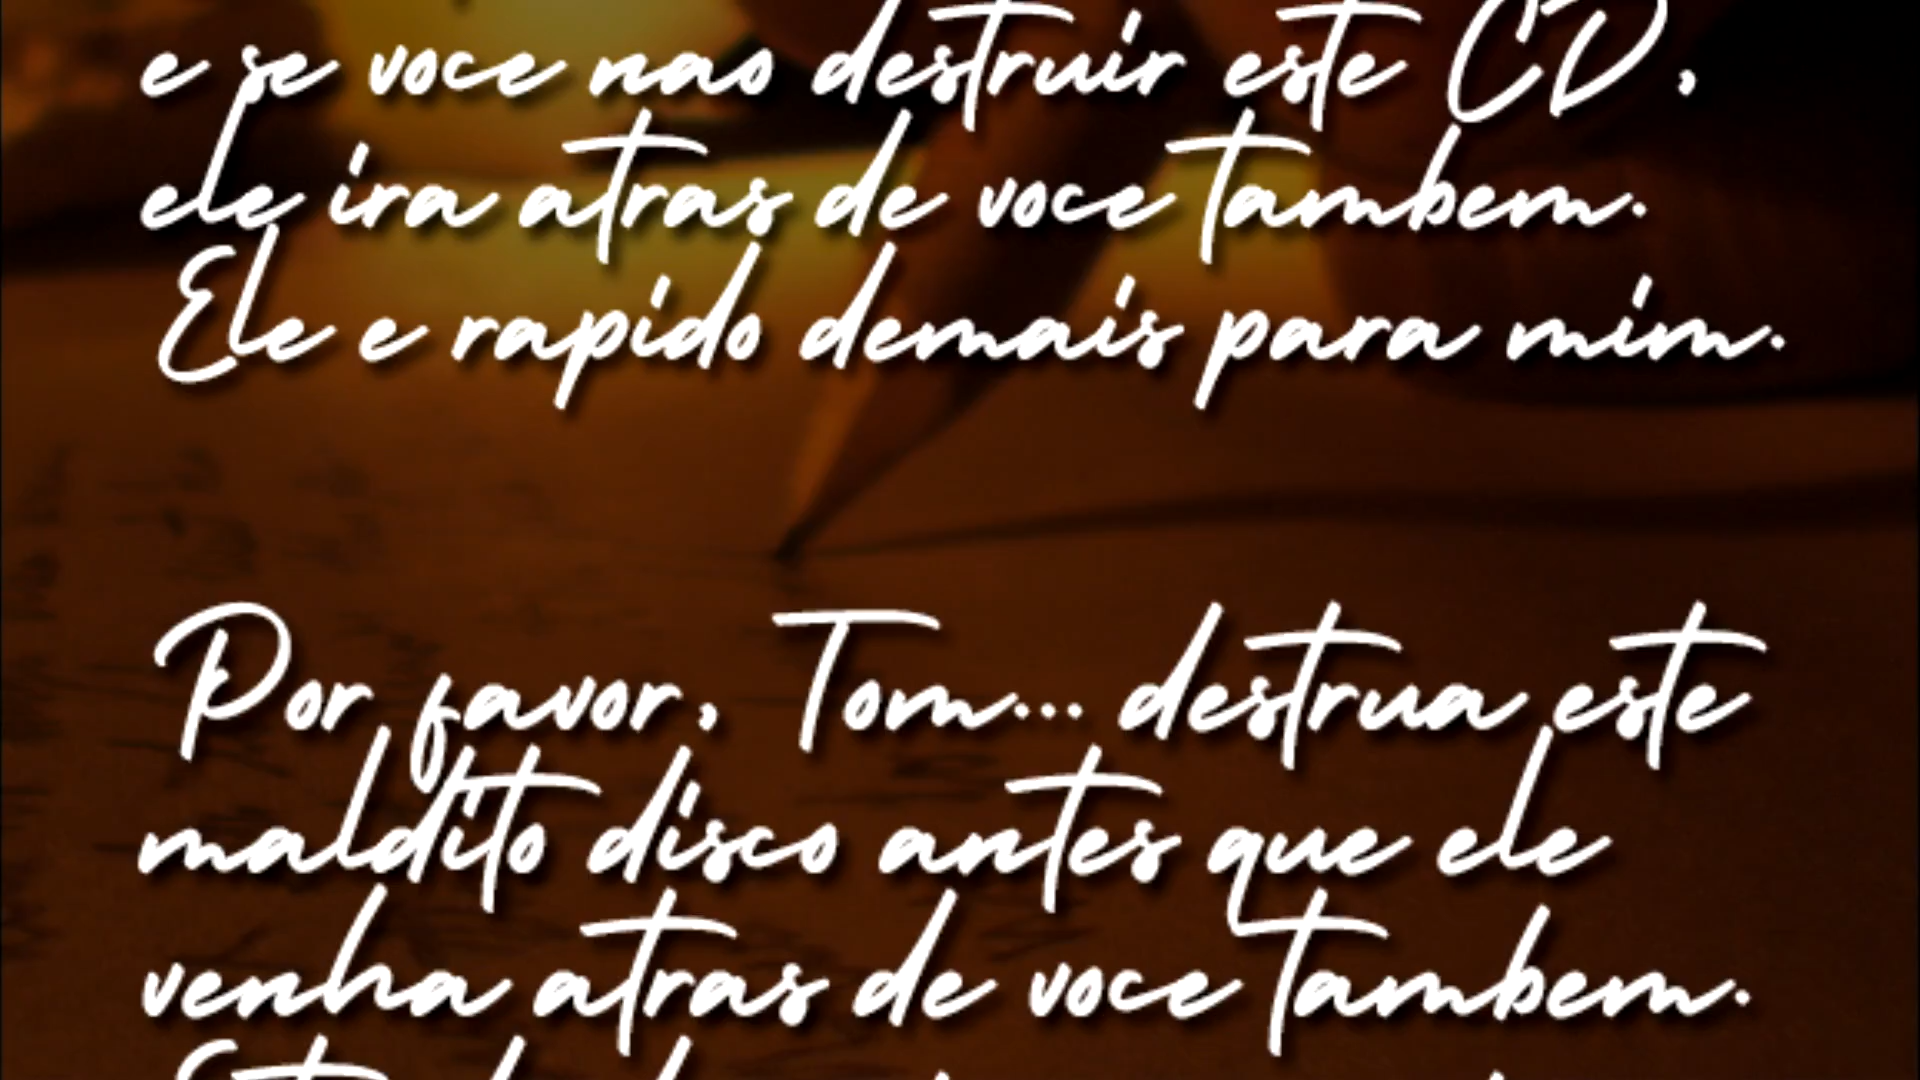 e se voce nao destruir este CD,
ele ira atras de voce tambem.
Ele e rapido demais para mim.
Por favor, Tom... destrua este
maldito disco antes que ele
venha atras de voce tambem.